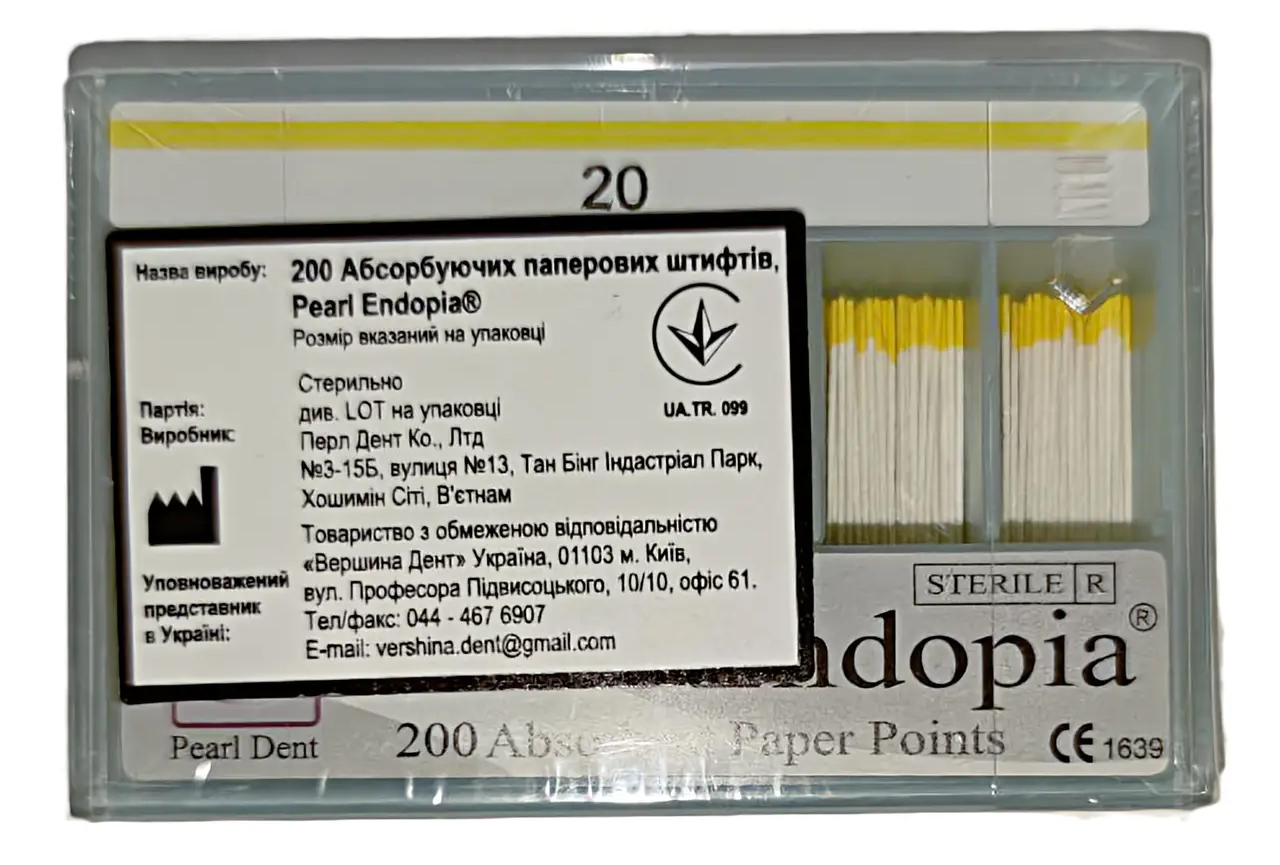 20
Назва виробу: 200 Абсорбуючих паперових штифтів,
Pearl Endopia®
Розмір вказаний на упаковці
UA.TR. 099
Стерильно
Партія: див. LOT на упаковці
Виробник: Перл Дент Ко., Лтд
№3-15Б, вулиця №13, Тан Бінг Індастріал Парк,
Хошимін Сіті, В'єтнам
Товариство з обмеженою відповідальністю
«Вершина Дент» Україна, 01103 м. Київ,
Уповноважений вул. Професора Підвисоцького, 10/10, офіс 61.
представник Тел/факс: 044 - 467 6907
в Україні: E-mail: vershina.dent@gmail.com
STERILE R
ndopia®
Pearl Dent
200 Paper Points
CE 1639